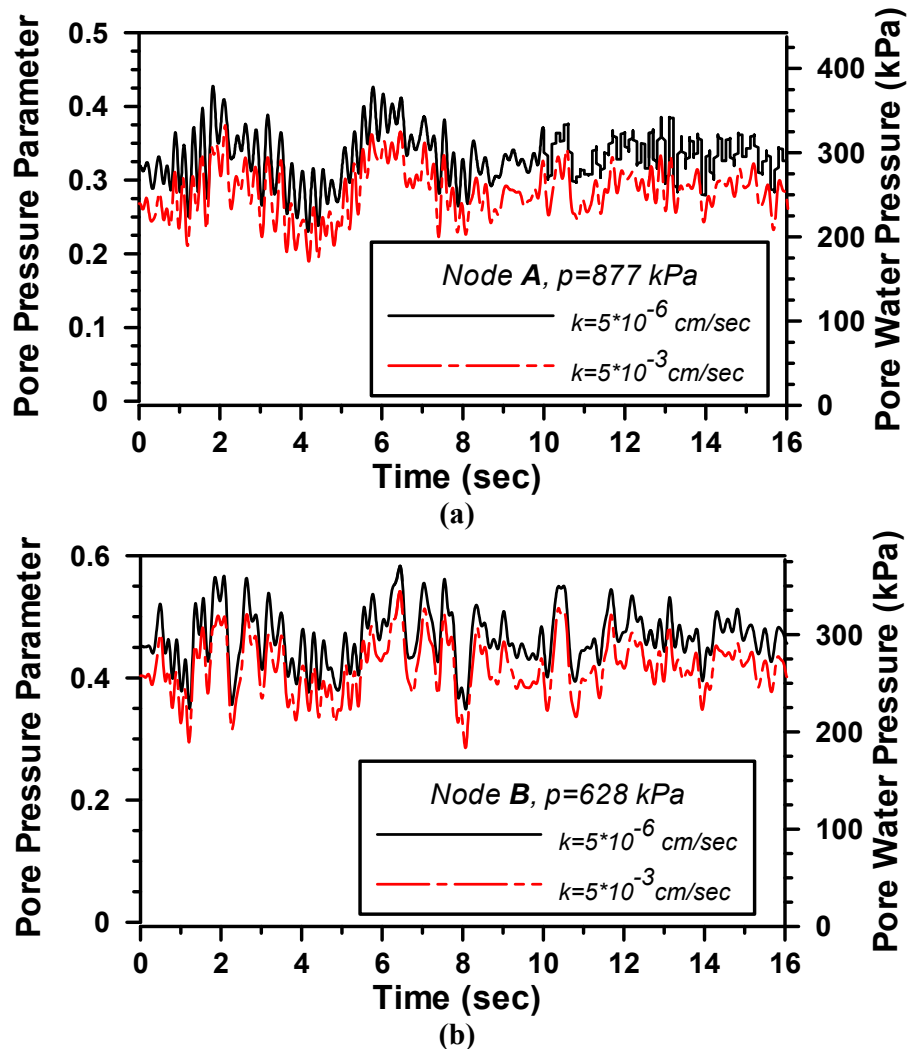 Pore Pressure Parameter
0.5
0.4
0.3
0.2
0.1
0
400
300
200
100
0
Pore Water Pressure (kPa)
Node A, p=877 kPa
k=5*10-6 cm/sec
k=5*10-3 cm/sec
0 2 4 6 8 10 12 14 16
Time (sec)
(a)
Pore Pressure Parameter
0.6
0.4
0.2
0
300
200
100
0
Pore Water Pressure (kPa)
Node B, p=628 kPa
k=5*10-6 cm/sec
k=5*10-3 cm/sec
0 2 4 6 8 10 12 14 16
Time (sec)
(b)